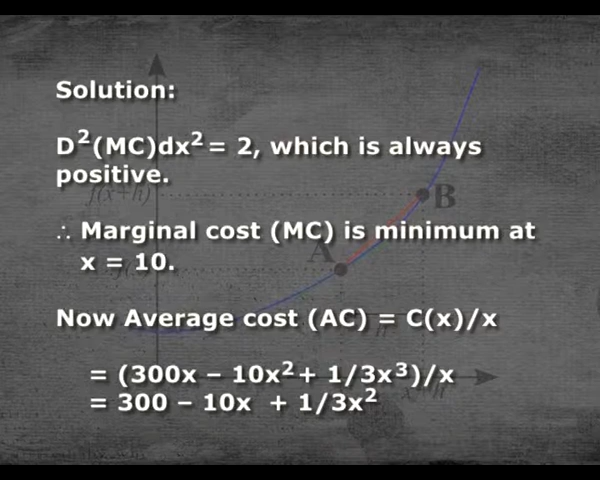 Solution:
D²(MC)dx² = 2, which is always
positive.
f(x+h)
B
∴ Marginal cost (MC) is minimum at
A
x = 10.
Now Average cost (AC) = C(x)/x
= (300x – 10x² + 1/3x³)/x
= 300 – 10x + 1/3x²